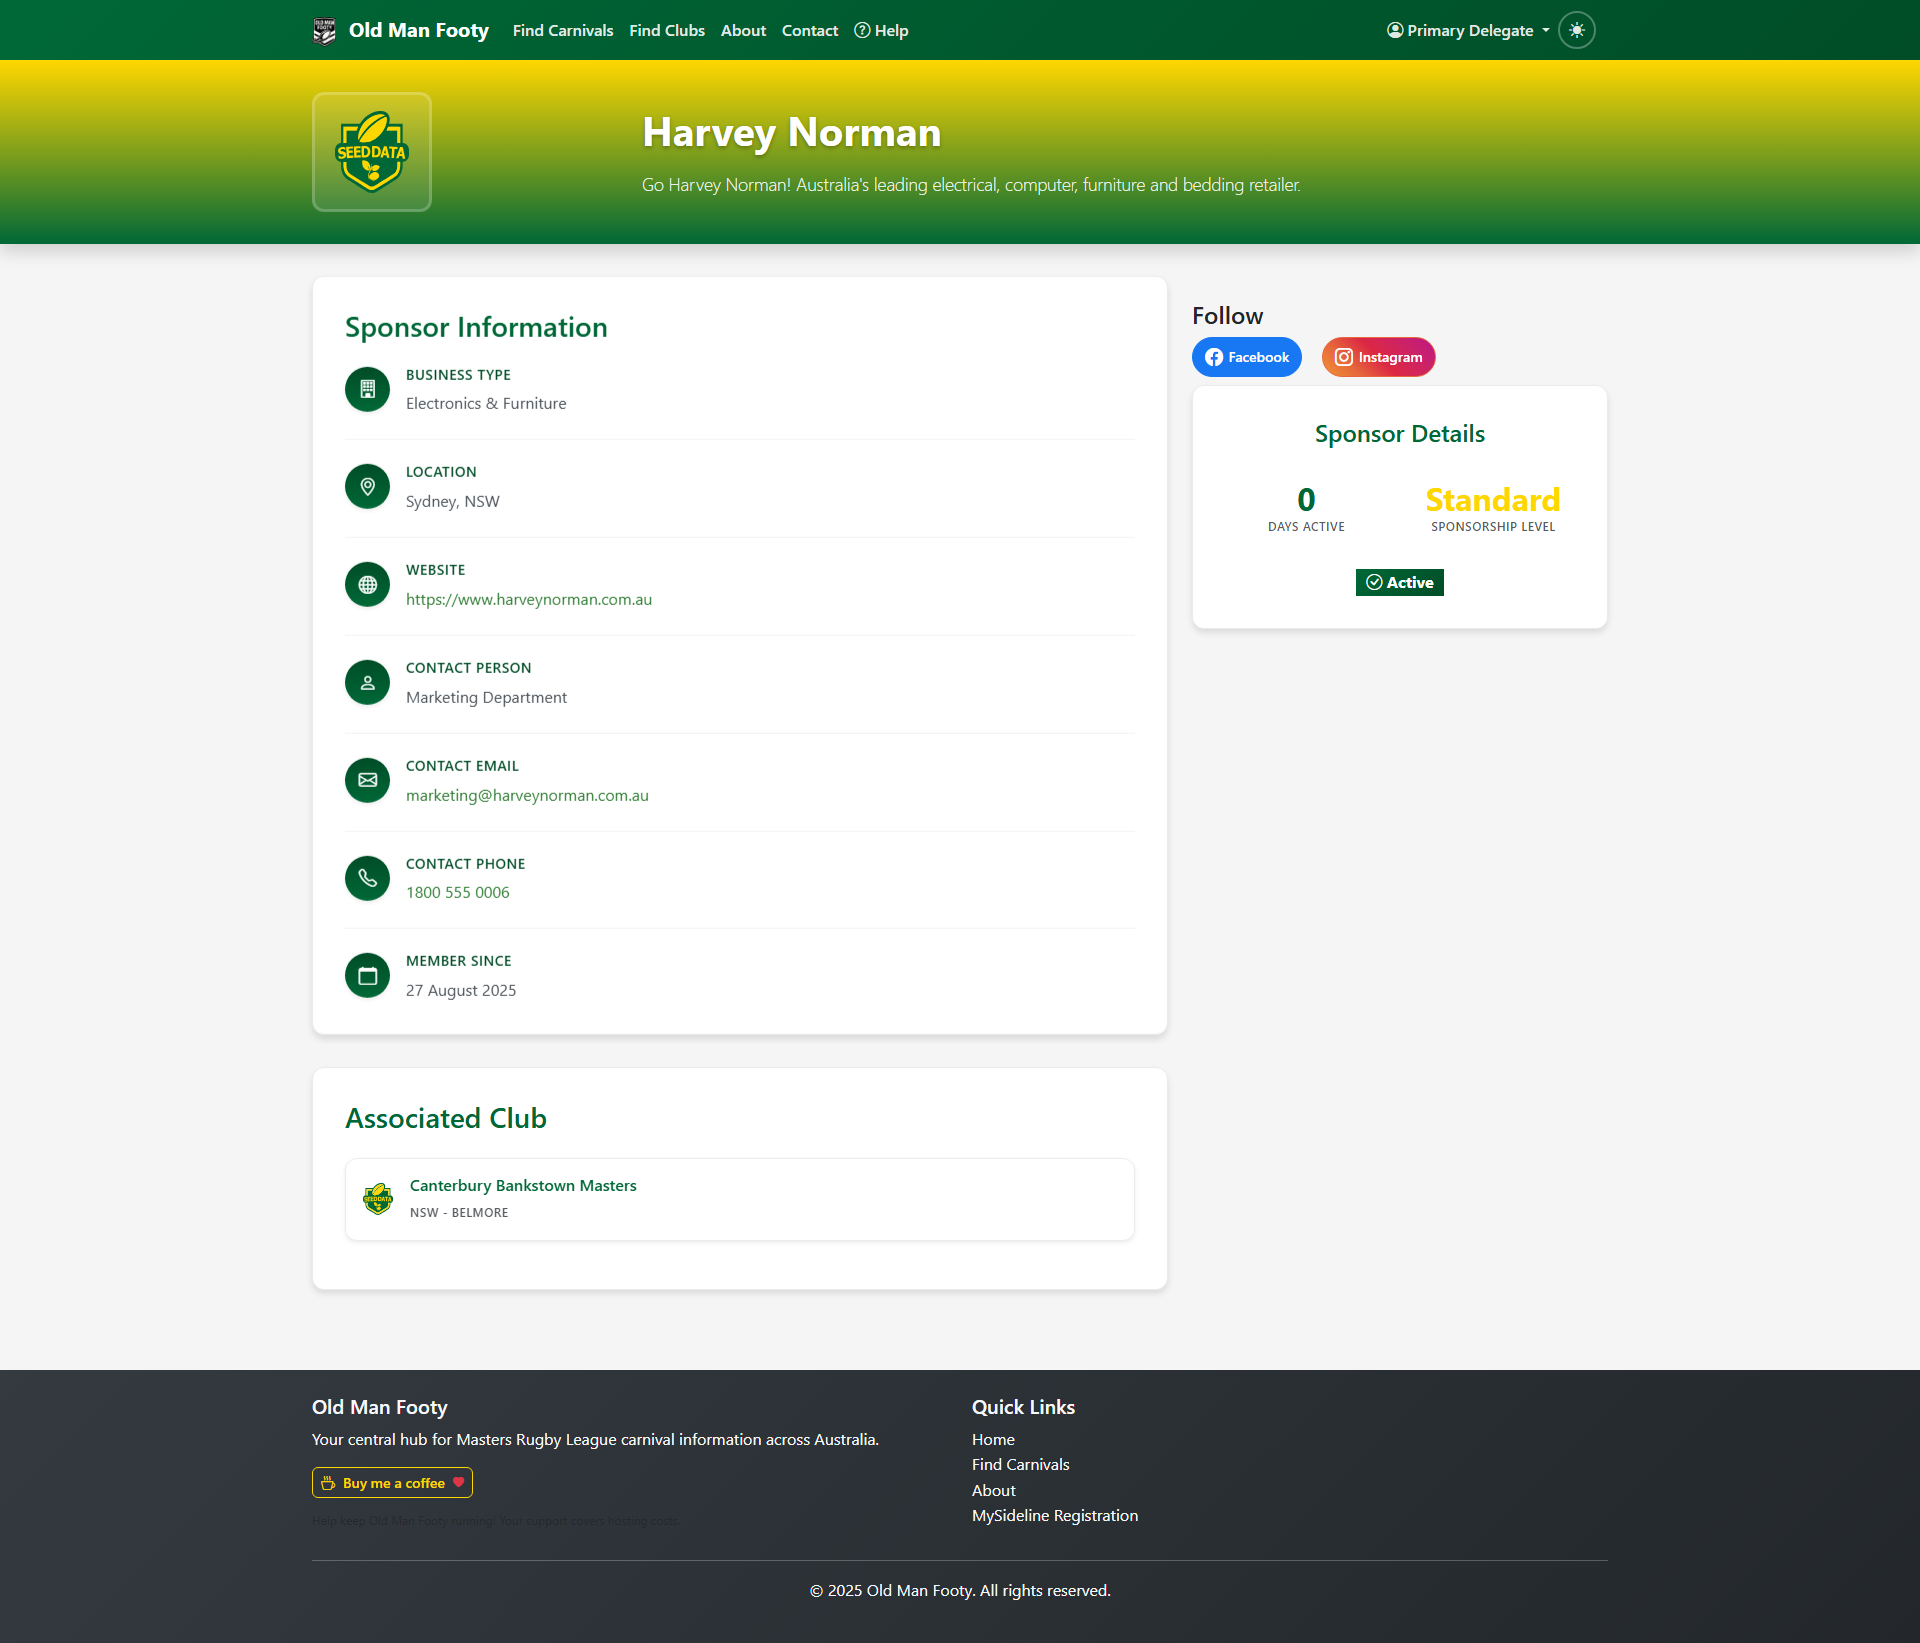 OLD MAN FOOTY
Old Man Footy
Find Carnivals
Find Clubs
About
Contact
Help
Primary Delegate
SEEDDATA
Harvey Norman
Go Harvey Norman! Australia's leading electrical, computer, furniture and bedding retailer.
Sponsor Information
BUSINESS TYPE
Electronics & Furniture
LOCATION
Sydney, NSW
WEBSITE
https://www.harveynorman.com.au
CONTACT PERSON
Marketing Department
CONTACT EMAIL
marketing@harveynorman.com.au
CONTACT PHONE
1800 555 0006
MEMBER SINCE
27 August 2025
Follow
Facebook
Instagram
Sponsor Details
0
DAYS ACTIVE
Standard
SPONSORSHIP LEVEL
Active
Associated Club
SEEDDATA
Canterbury Bankstown Masters
NSW - BELMORE
Old Man Footy
Your central hub for Masters Rugby League carnival information across Australia.
Buy me a coffee
Help keep Old Man Footy running! Your support covers hosting costs.
Quick Links
Home
Find Carnivals
About
MySideline Registration
© 2025 Old Man Footy. All rights reserved.